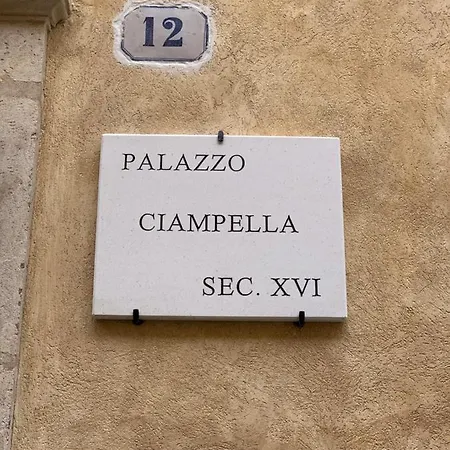 12
PALAZZO
CIAMPELLA
SEC. XVI